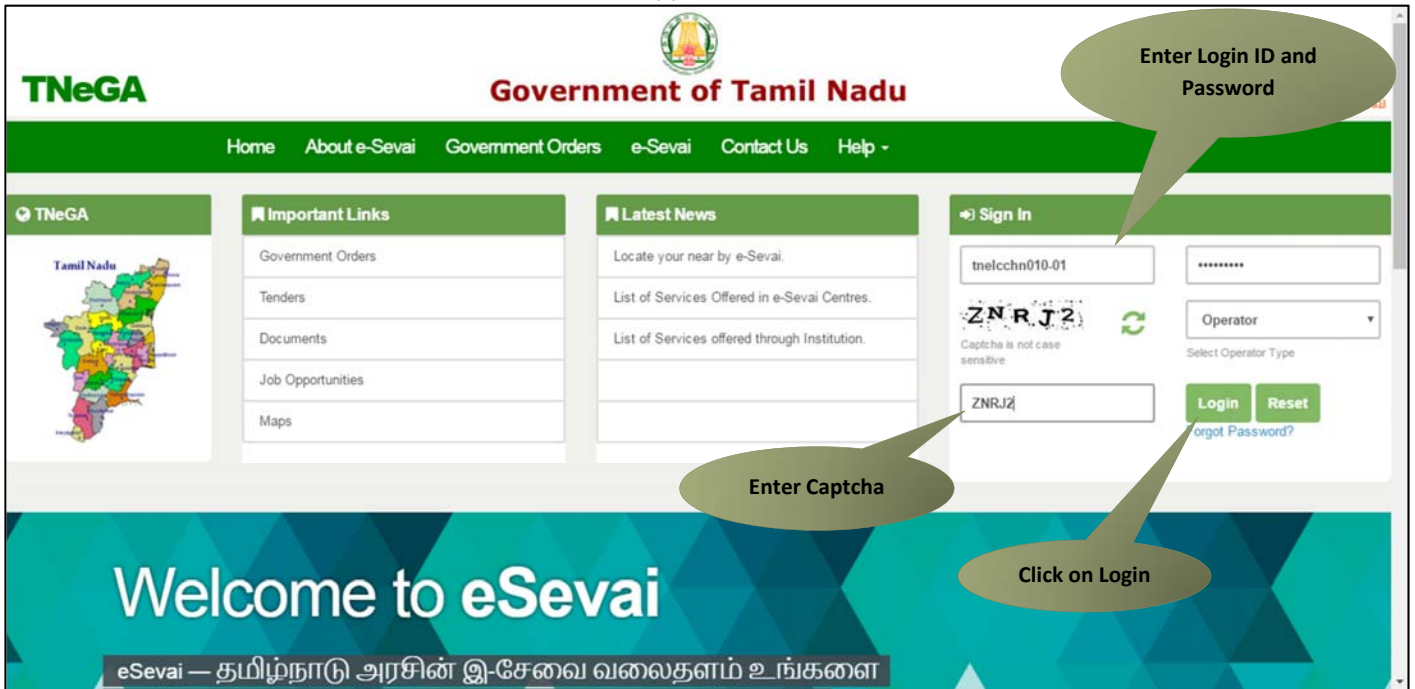 Enter Login ID and
Password
TNeGA
Government of Tamil Nadu
Home About e-Sevai Government Orders e-Sevai Contact Us Help
TNeGA
Tamil Nadu
Important Links
Government Orders
Tenders
Documents
Job Opportunities
Maps
Latest News
Locate your near by e-Sevai.
List of Services Offered in e-Sevai Centres.
List of Services offered through Institution.
Sign In
tnelcchn010-01
•••••••••
ZNRJ2
Captcha is not case
sensitive
Operator
Select Operator Type
ZNRJ2
Login Reset
Forgot Password?
Enter Captcha
Click on Login
Welcome to eSevai
eSevai — தமிழ்நாடு அரசின் இ-சேவை வலைதளம் உங்களை